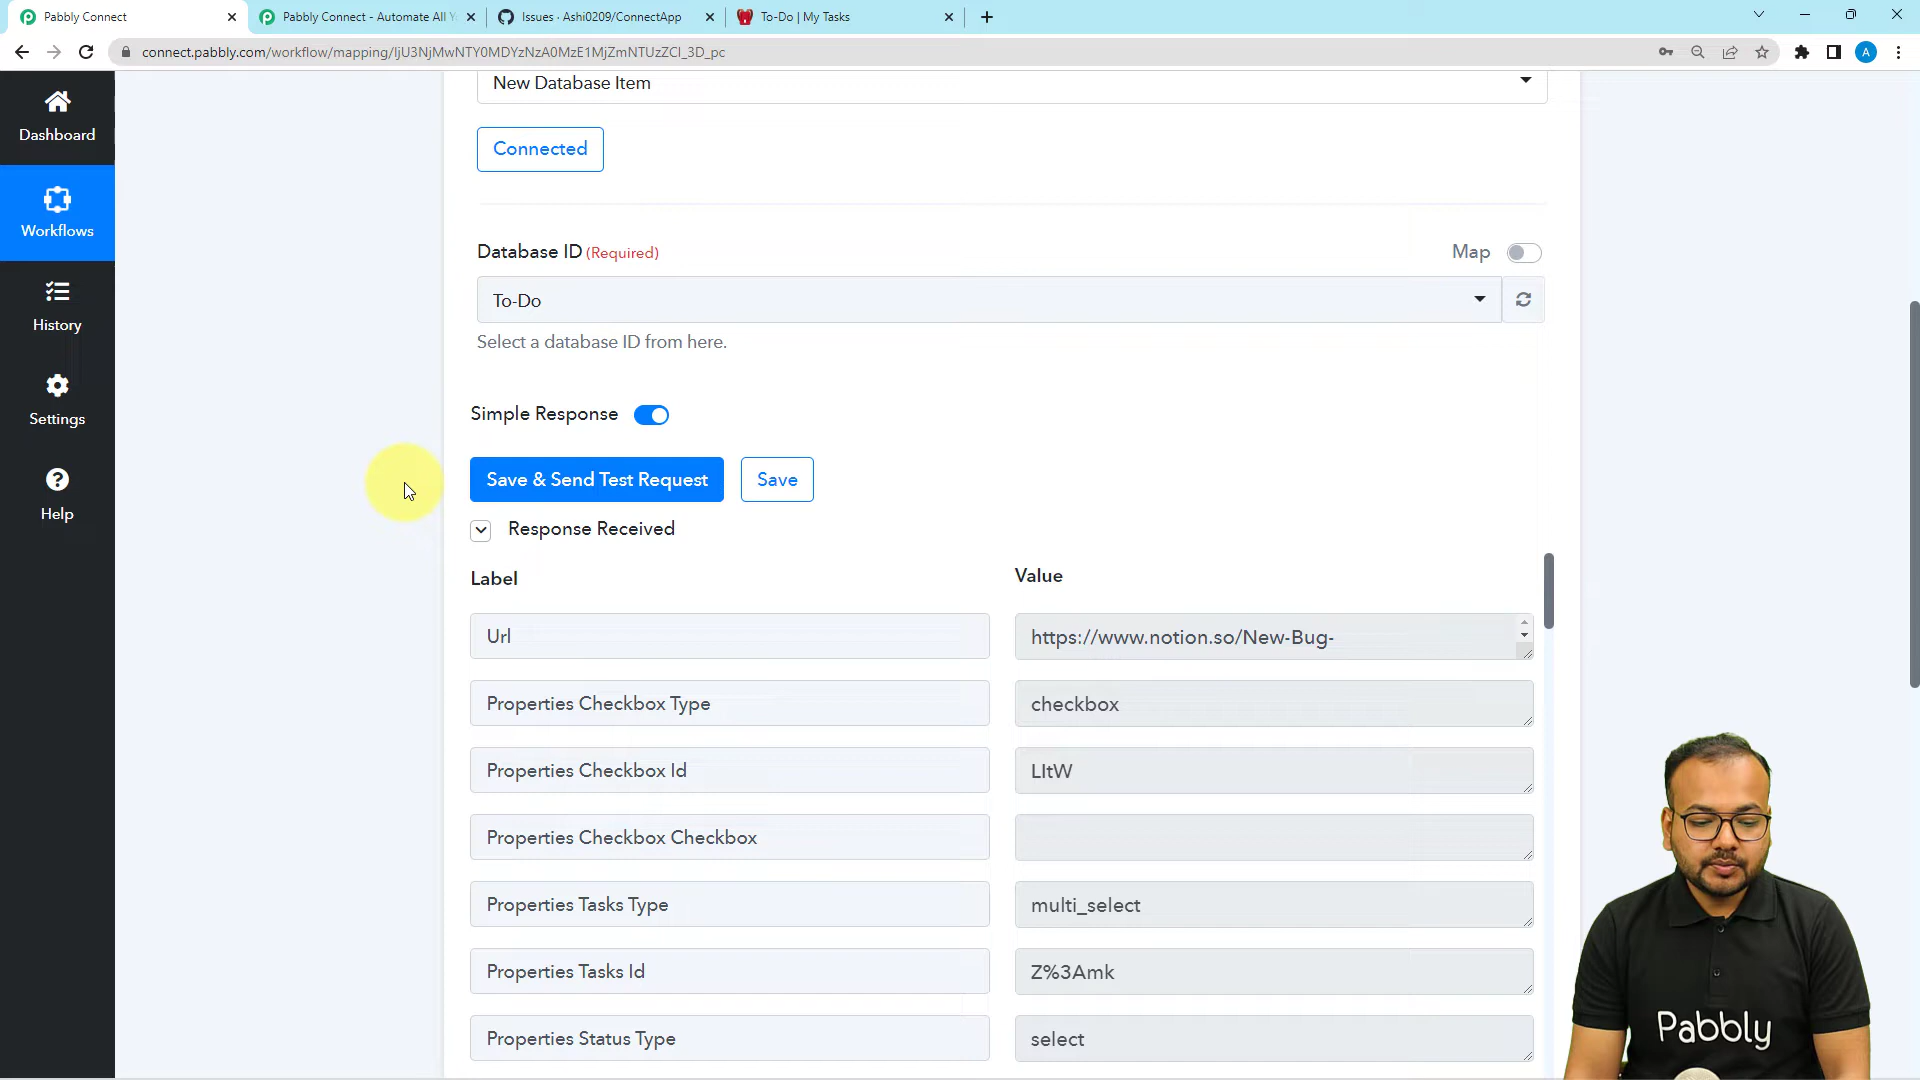 Pabbly Connect
Pabbly Connect - Automate All Y
Issues · Ashi0209/ConnectApp
To-Do | My Tasks
connect.pabbly.com/workflow/mapping/IjU3NjMwNTY0MDYzNzA0MzE1MjZmNTUzZCI_3D_pc
A
Dashboard
Workflows
History
Settings
Help
New Database Item
Connected
Database ID (Required)
Map
To-Do
Select a database ID from here.
Simple Response
Save & Send Test Request
Save
Response Received
Label
Value
Url
https://www.notion.so/New-Bug-
Properties Checkbox Type
checkbox
Properties Checkbox Id
LItW
Properties Checkbox Checkbox
Properties Tasks Type
multi_select
Properties Tasks Id
Z%3Amk
Properties Status Type
select
Pabbly